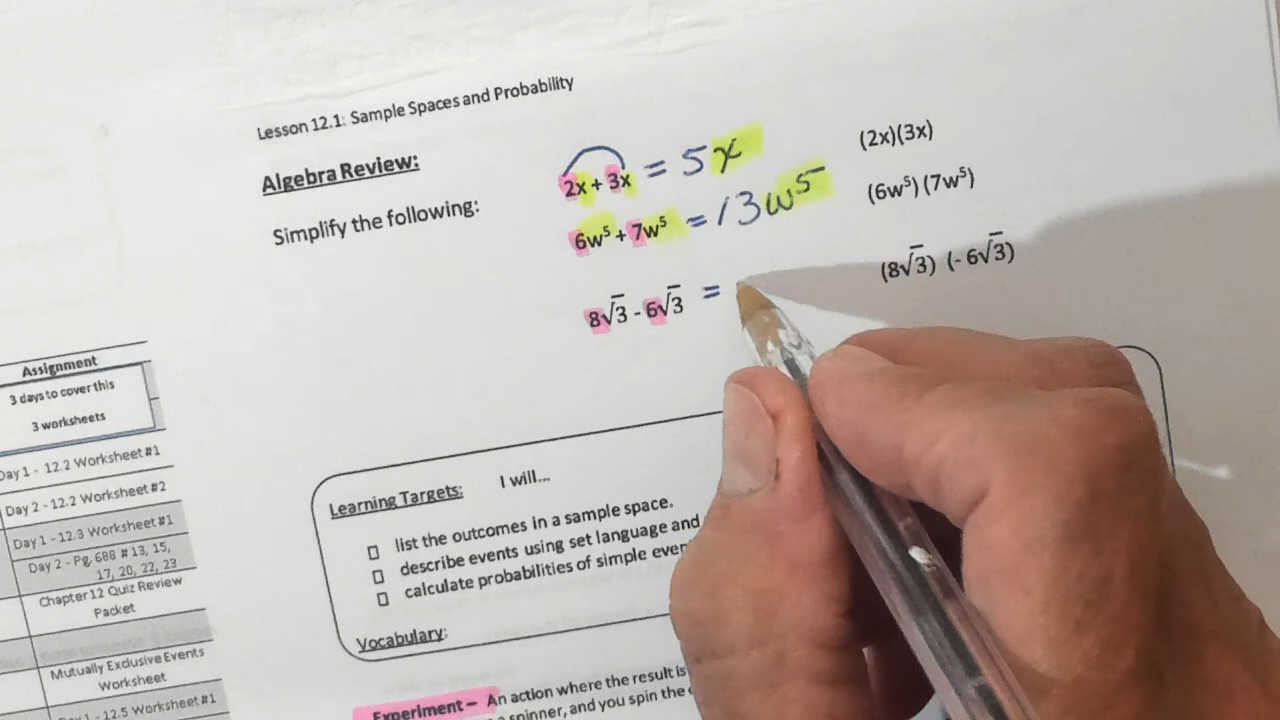 Lesson 12.1: Sample Spaces and Probability
Algebra Review:
Simplify the following:
2x + 3x = 5x
(2x)(3x)
6w⁵ + 7w⁵ = 13w⁵
(6w⁵) (7w⁵)
8√3 - 6√3 =
(8√3) (- 6√3)
Assignment
3 days to cover this
3 worksheets
Day 1 - 12.2 Worksheet #1
Day 2 - 12.2 Worksheet #2
Day 1 - 12.3 Worksheet #1
Day 2 - Pg. 688 # 13, 15,
17, 20, 22, 23
Chapter 12 Quiz Review
Packet
Mutually Exclusive Events
Worksheet
1 - 12.5 Worksheet #1
Learning Targets: I will...
list the outcomes in a sample space.
describe events using set language and
calculate probabilities of simple
Vocabulary:
Experiment – An action where the result is
spinner, and you spin the